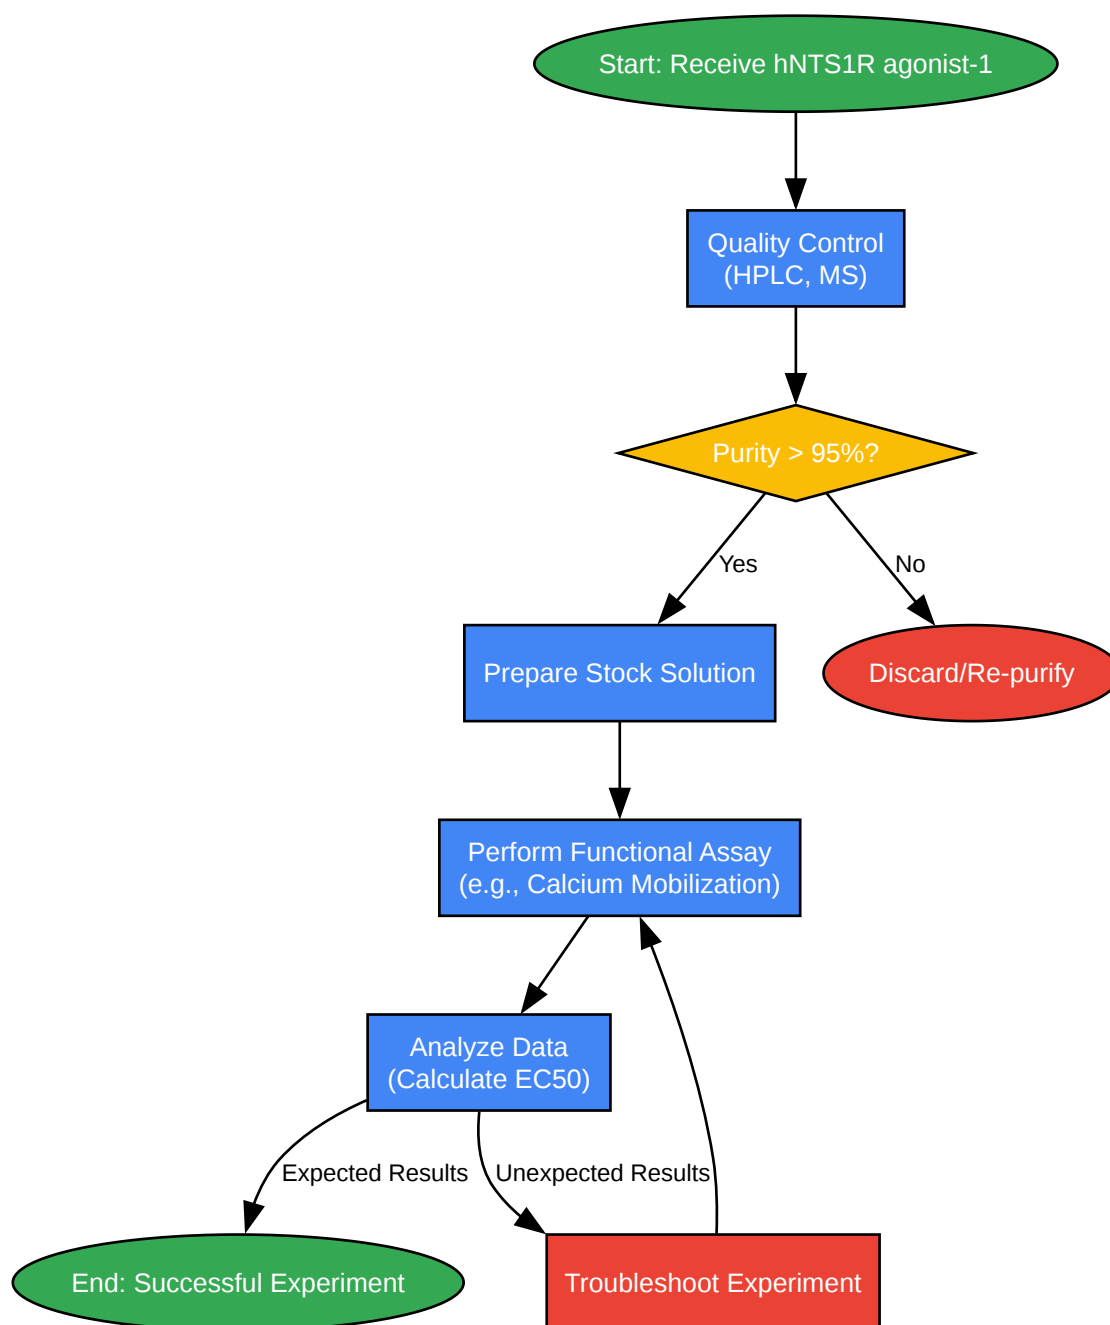 Start: Receive hNTS1R agonist-1
Quality Control
(HPLC, MS)
Purity > 95%?
Yes
No
Prepare Stock Solution
Discard/Re-purify
Perform Functional Assay
(e.g., Calcium Mobilization)
Analyze Data
(Calculate EC50)
Expected Results
Unexpected Results
End: Successful Experiment
Troubleshoot Experiment